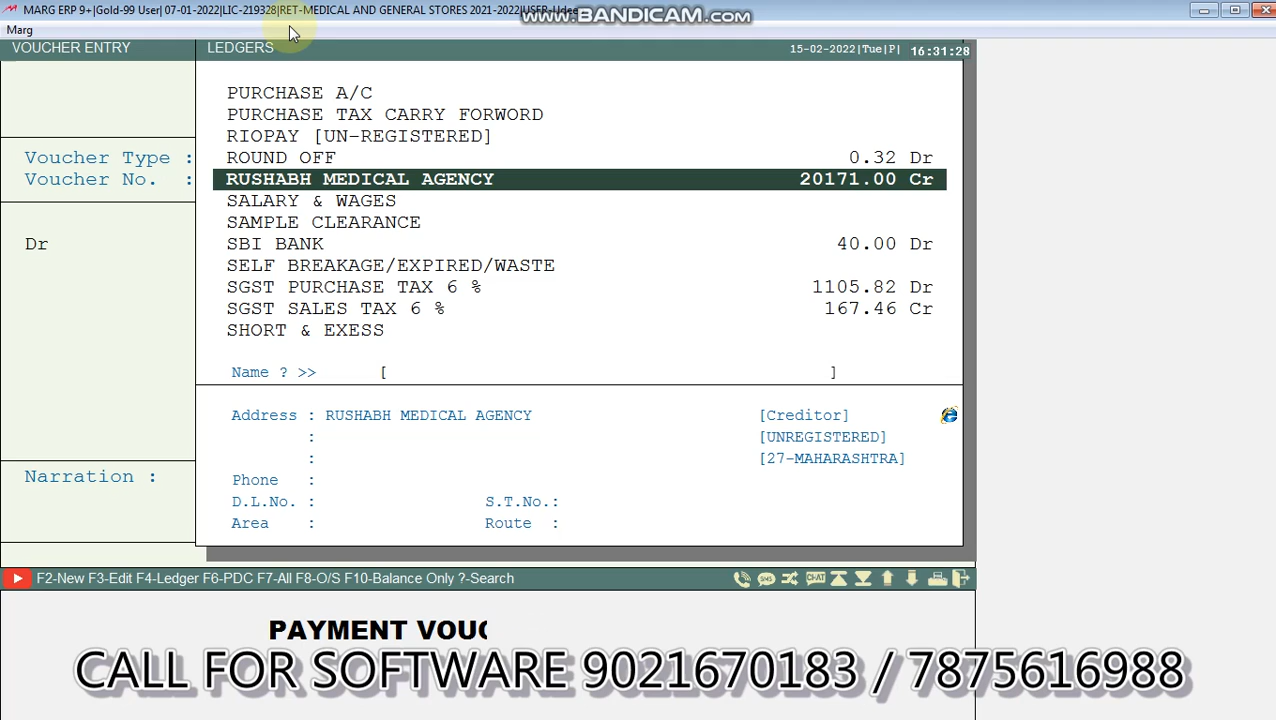 MARG ERP 9+|Gold-99 User| 07-01-2022|LIC-219328|RET-MEDICAL AND GENERAL STORES 2021-2022|USER-Udee
WWW.BANDICAM.COM
Marg
VOUCHER ENTRY
LEDGERS
15-02-2022|Tue|P| 16:31:28
PURCHASE A/C
PURCHASE TAX CARRY FORWORD
RIOPAY [UN-REGISTERED]
Voucher Type :
ROUND OFF 0.32 Dr
Voucher No. :
RUSHABH MEDICAL AGENCY 20171.00 Cr
SALARY & WAGES
SAMPLE CLEARANCE
Dr
SBI BANK 40.00 Dr
SELF BREAKAGE/EXPIRED/WASTE
SGST PURCHASE TAX 6 % 1105.82 Dr
SGST SALES TAX 6 % 167.46 Cr
SHORT & EXESS
Name ? >> [ ]
Address : RUSHABH MEDICAL AGENCY [Creditor]
: [UNREGISTERED]
: [27-MAHARASHTRA]
Narration :
Phone :
D.L.No. : S.T.No.:
Area : Route :
F2-New F3-Edit F4-Ledger F6-PDC F7-All F8-O/S F10-Balance Only ?-Search
SMS CHAT
PAYMENT VOUC
CALL FOR SOFTWARE 9021670183 / 7875616988